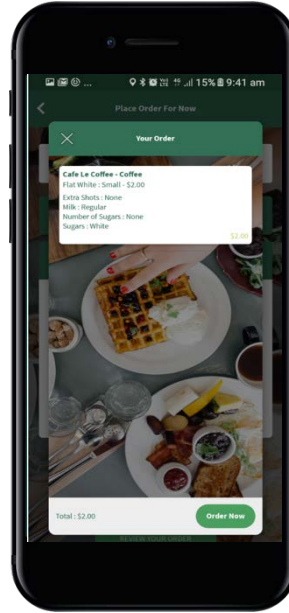 15% 9:41 am
Place Order For Now
Your Order
Cafe Le Coffee - Coffee
Flat White : Small - $2.00
Extra Shots : None
Milk : Regular
Number of Sugars : None
Sugars : White
$2.00
Total : $2.00
Order Now
REVIEW YOUR ORDER